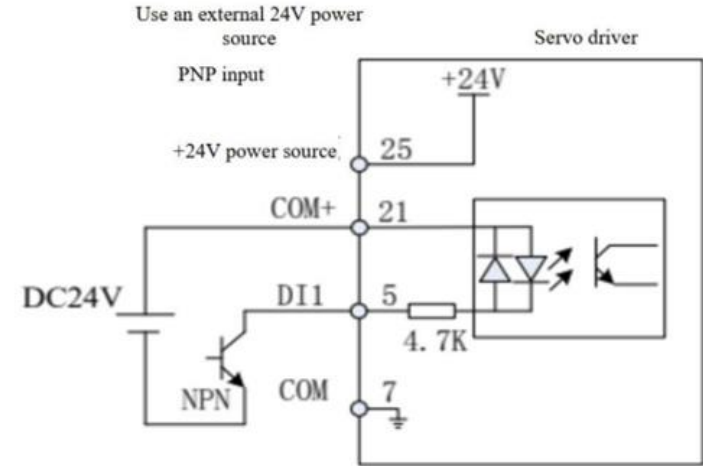 Use an external 24V power
source
Servo driver
PNP input
+24V
+24V power source
25
COM+
21
DC24V
DI1
5
4. 7K
NPN
COM
7